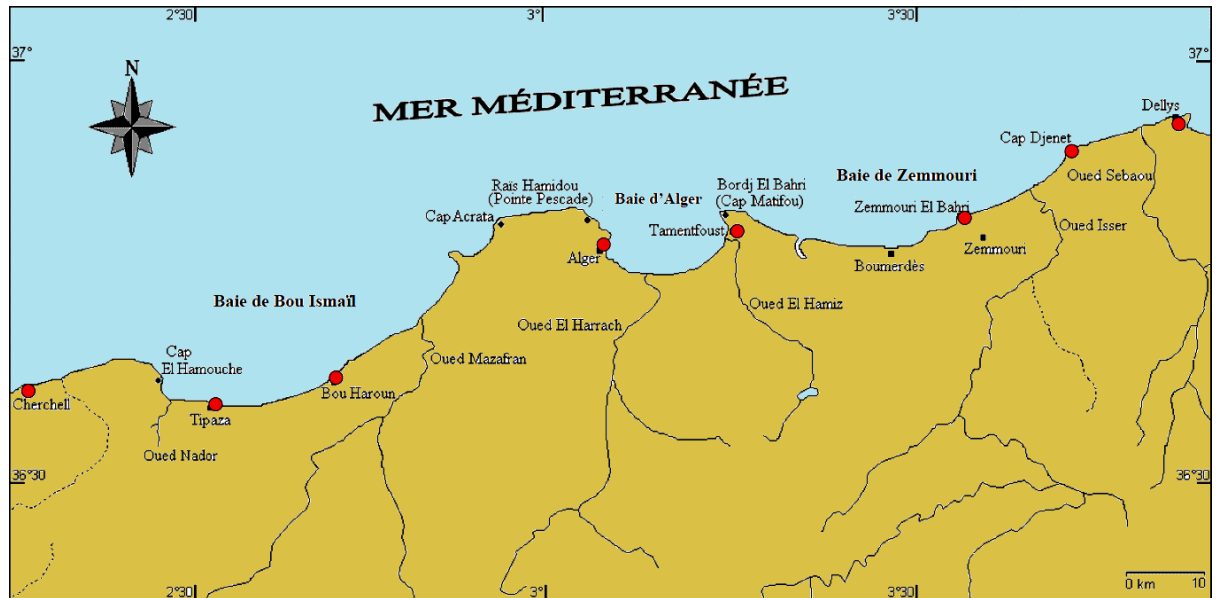 2°30
3°
3°30
37°
37°
N
MER MÉDITERRANÉE
Dellys
Cap Djenet
Oued Sebaou
Baie de Zemmouri
Bordj El Bahri
(Cap Matifou)
Baie d'Alger
Raïs Hamidou
(Pointe Pescade)
Cap Acrata
Zemmouri El Bahri
Oued Isser
Tamentfoust
Zemmouri
Alger
Boumerdès
Baie de Bou Ismaïl
Oued El Hamiz
Oued El Harrach
Cap
El Hamouche
Oued Mazafran
Bou Haroun
Cherchell
Tipaza
Oued Nador
36°30
36°30
0 km
10
2°30
3°
3°30